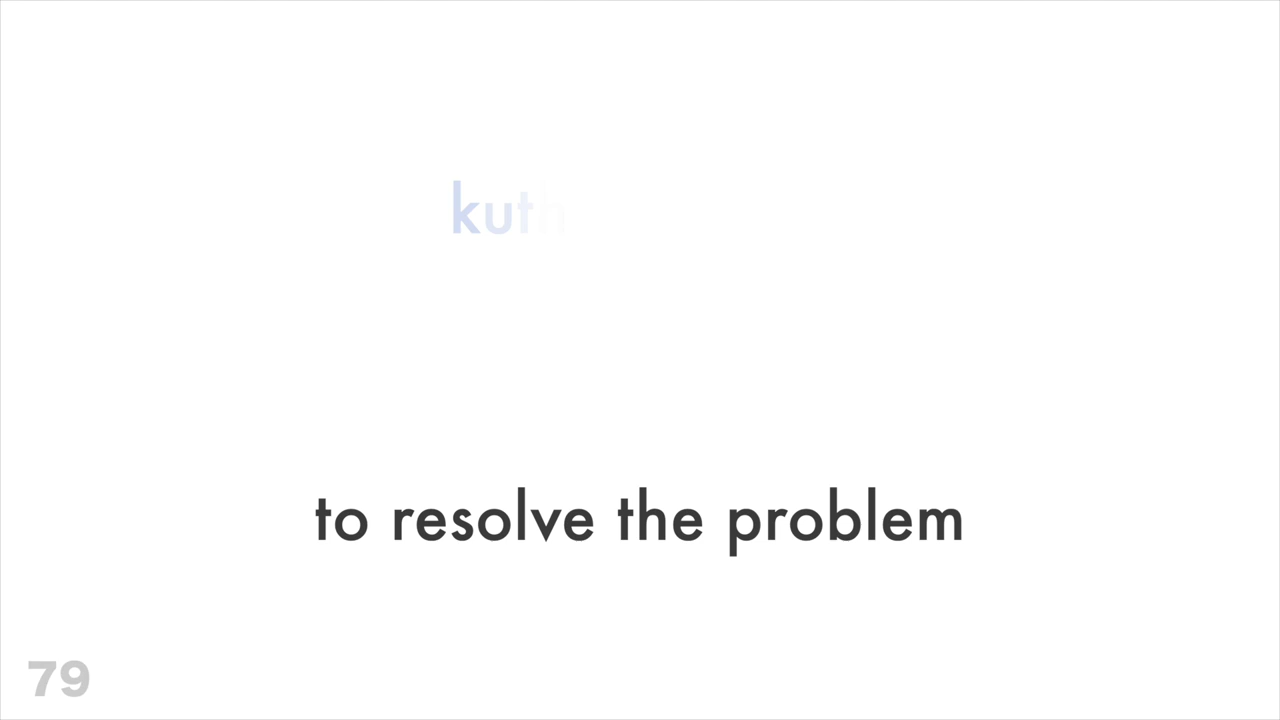 kuth
to resolve the problem
79